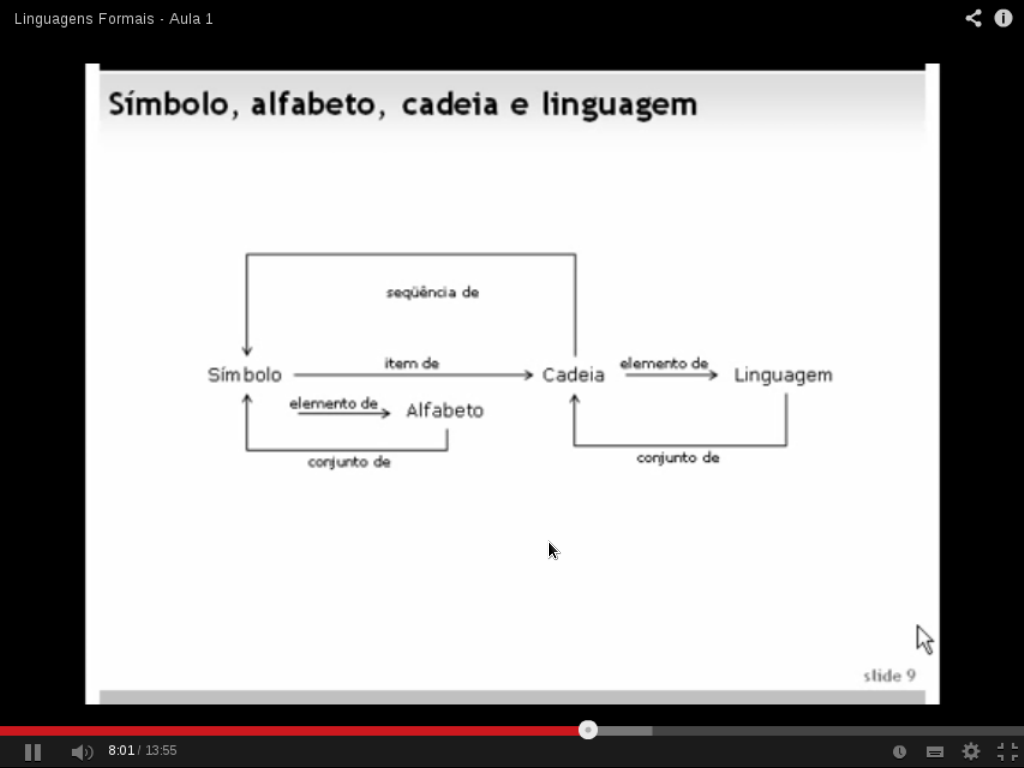 Linguagens Formais - Aula 1
Símbolo, alfabeto, cadeia e linguagem
seqüência de
item de
elemento de
Símbolo
Cadeia
Linguagem
elemento de
Alfabeto
conjunto de
conjunto de
slide 9
8:01 / 13:55